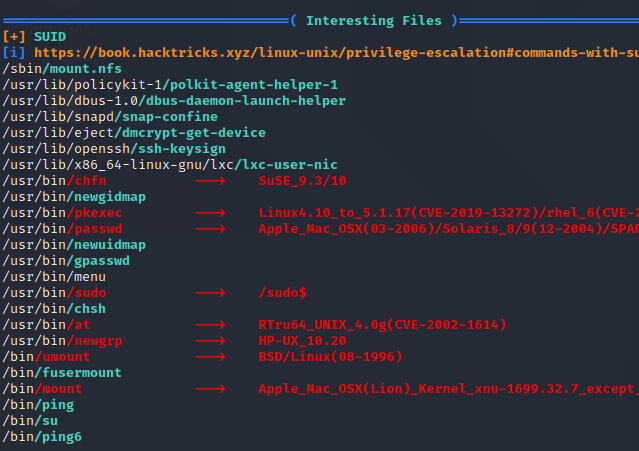 ( Interesting Files )
[+] SUID
[i] https://book.hacktricks.xyz/linux-unix/privilege-escalation#commands-with-su
/sbin/mount.nfs
/usr/lib/policykit-1/polkit-agent-helper-1
/usr/lib/dbus-1.0/dbus-daemon-launch-helper
/usr/lib/snapd/snap-confine
/usr/lib/eject/dmcrypt-get-device
/usr/lib/openssh/ssh-keysign
/usr/lib/x86_64-linux-gnu/lxc/lxc-user-nic
/usr/bin/chfn ---> SuSE_9.3/10
/usr/bin/newgidmap
/usr/bin/pkexec ---> Linux4.10_to_5.1.17(CVE-2019-13272)/rhel_6(CVE-2
/usr/bin/passwd ---> Apple_Mac_OSX(03-2006)/Solaris_8/9(12-2004)/SPAR
/usr/bin/newuidmap
/usr/bin/gpasswd
/usr/bin/menu
/usr/bin/sudo ---> /sudo$
/usr/bin/chsh
/usr/bin/at ---> RTru64_UNIX_4.0g(CVE-2002-1614)
/usr/bin/newgrp ---> HP-UX_10.20
/bin/umount ---> BSD/Linux(08-1996)
/bin/fusermount
/bin/mount ---> Apple_Mac_OSX(Lion)_Kernel_xnu-1699.32.7_except_
/bin/ping
/bin/su
/bin/ping6